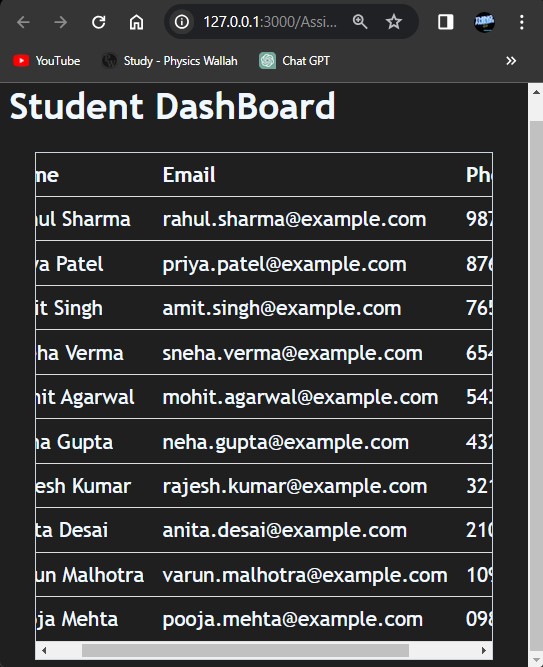 127.0.0.1:3000/Assi...
YouTube Study - Physics Wallah Chat GPT »
Student DashBoard
me Email Pho
ul Sharma rahul.sharma@example.com 987
ya Patel priya.patel@example.com 876
it Singh amit.singh@example.com 765
ha Verma sneha.verma@example.com 654
hit Agarwal mohit.agarwal@example.com 543
ha Gupta neha.gupta@example.com 432
esh Kumar rajesh.kumar@example.com 321
ta Desai anita.desai@example.com 210
un Malhotra varun.malhotra@example.com 109
ja Mehta pooja.mehta@example.com 098